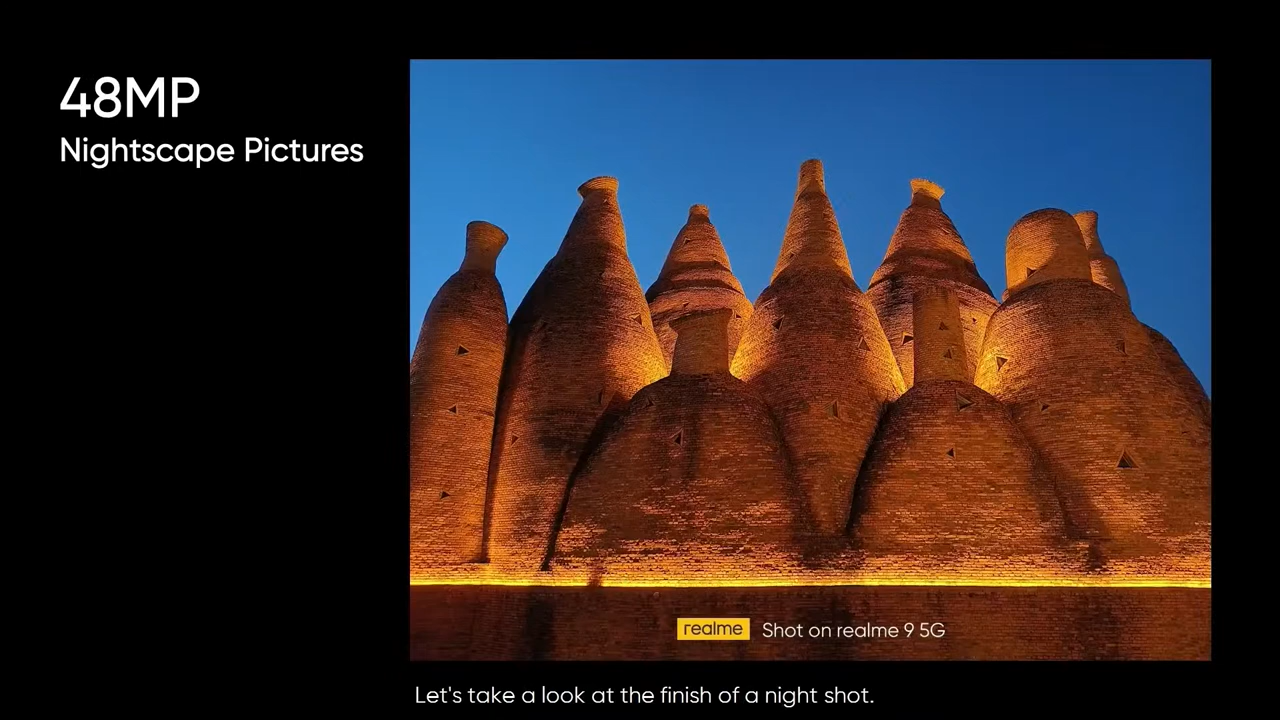 48MP
Nightscape Pictures
realme Shot on realme 9 5G
Let's take a look at the finish of a night shot.